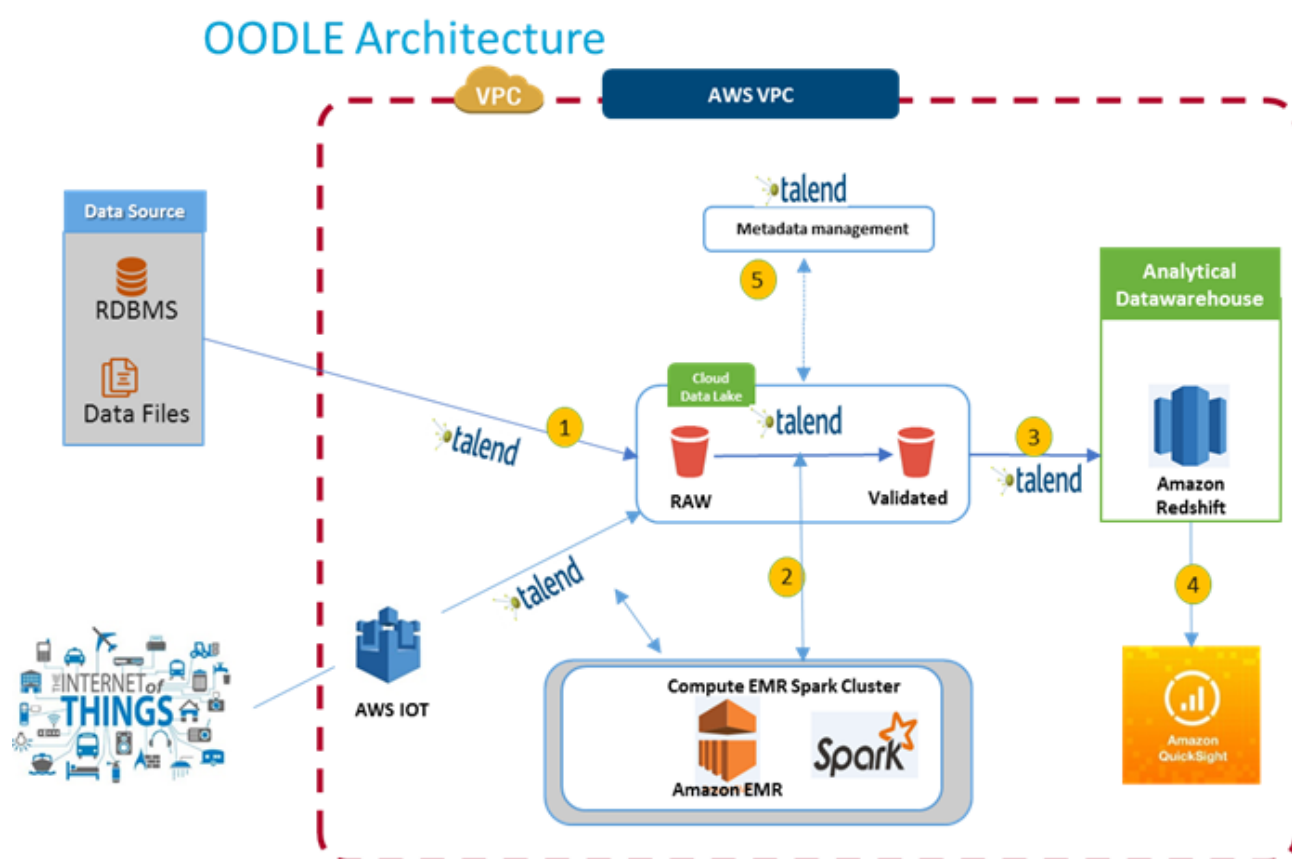 OODLE Architecture
VPC
AWS VPC
Data Source
RDBMS
Data Files
talend
Metadata management
5
Analytical
Datawarehouse
Amazon
Redshift
Cloud
Data Lake
talend
RAW
Validated
talend
1
3
talend
2
4
talend
AWS IOT
THE
INTERNET of
THINGS
Compute EMR Spark Cluster
Amazon EMR
Spark
Amazon
QuickSight